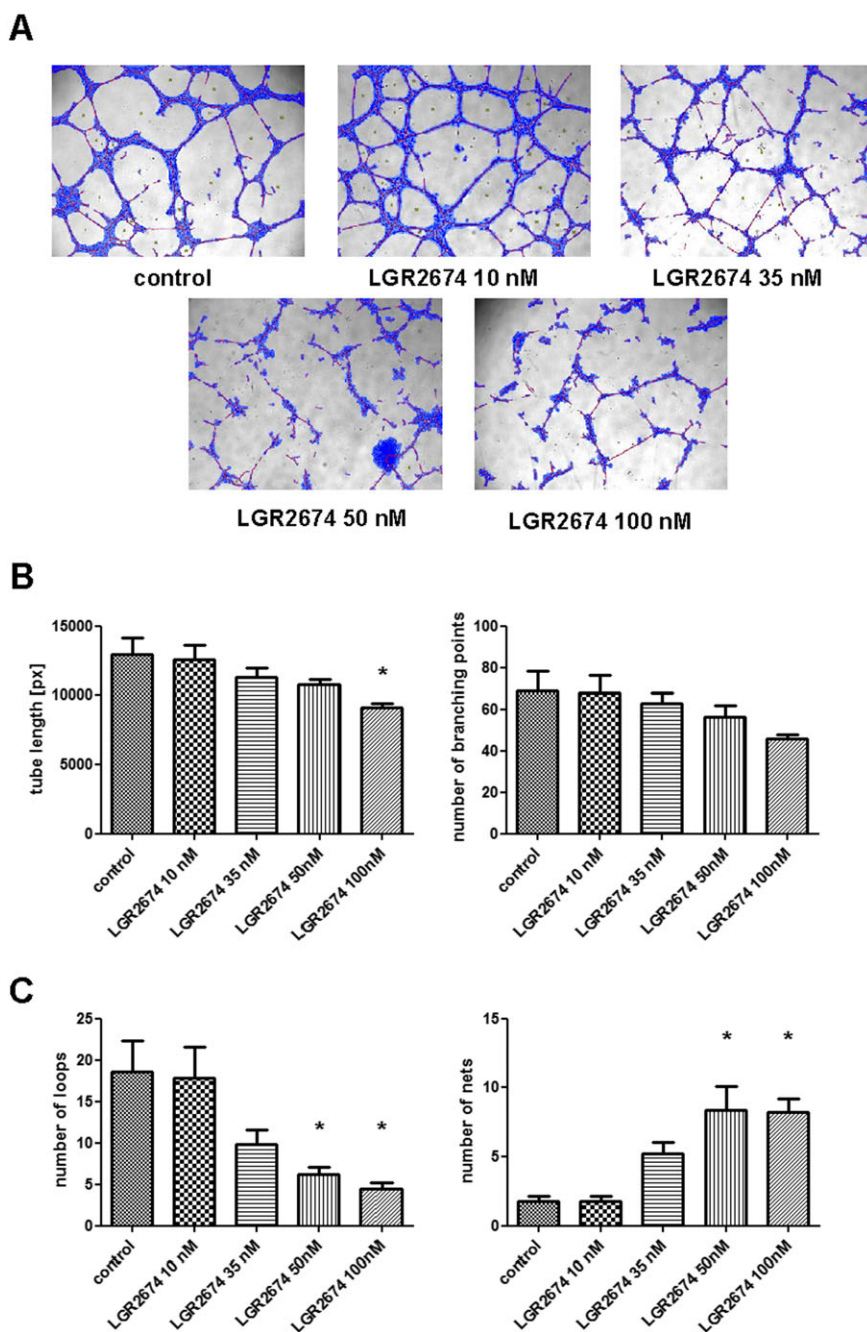 A
control
LGR2674 10 nM
LGR2674 35 nM
LGR2674 50 nM
LGR2674 100 nM
B
tube length [px]
15000
10000
5000
0
*
control
LGR2674 10 nM
LGR2674 35 nM
LGR2674 50nM
LGR2674 100nM
number of branching points
100
80
60
40
20
0
control
LGR2674 10 nM
LGR2674 35 nM
LGR2674 50nM
LGR2674 100nM
C
number of loops
25
20
15
10
5
0
*
*
control
LGR2674 10 nM
LGR2674 35 nM
LGR2674 50nM
LGR2674 100nM
number of nets
15
10
5
0
*
*
control
LGR2674 10 nM
LGR2674 35 nM
LGR2674 50nM
LGR2674 100nM